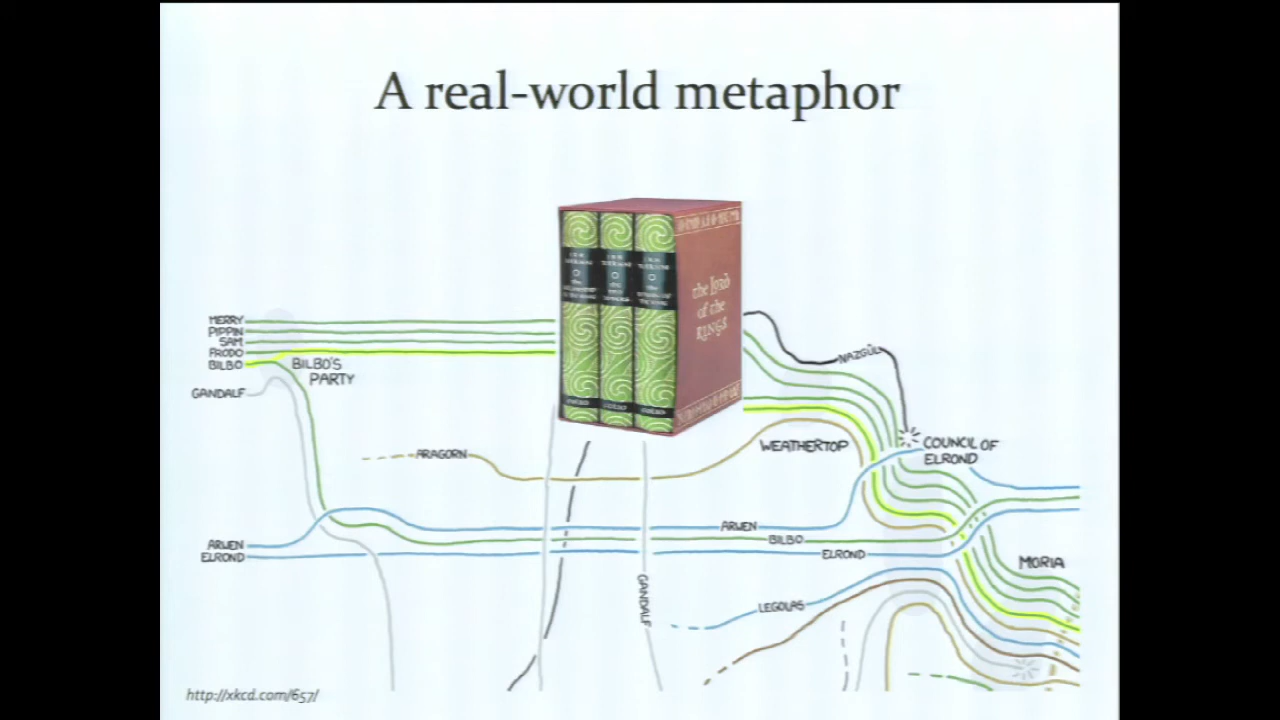 A real-world metaphor
the Lord
of the
RINGS
MERRY
PIPPIN
SAM
FRODO
BILBO
GANDALF
BILBO'S
PARTY
NAZGÛL
ARAGORN
WEATHERTOP
COUNCIL OF
ELROND
ARWEN
ELROND
ARWEN
BILBO
ELROND
MORIA
GANDALF
LEGOLAS
http://xkcd.com/657/